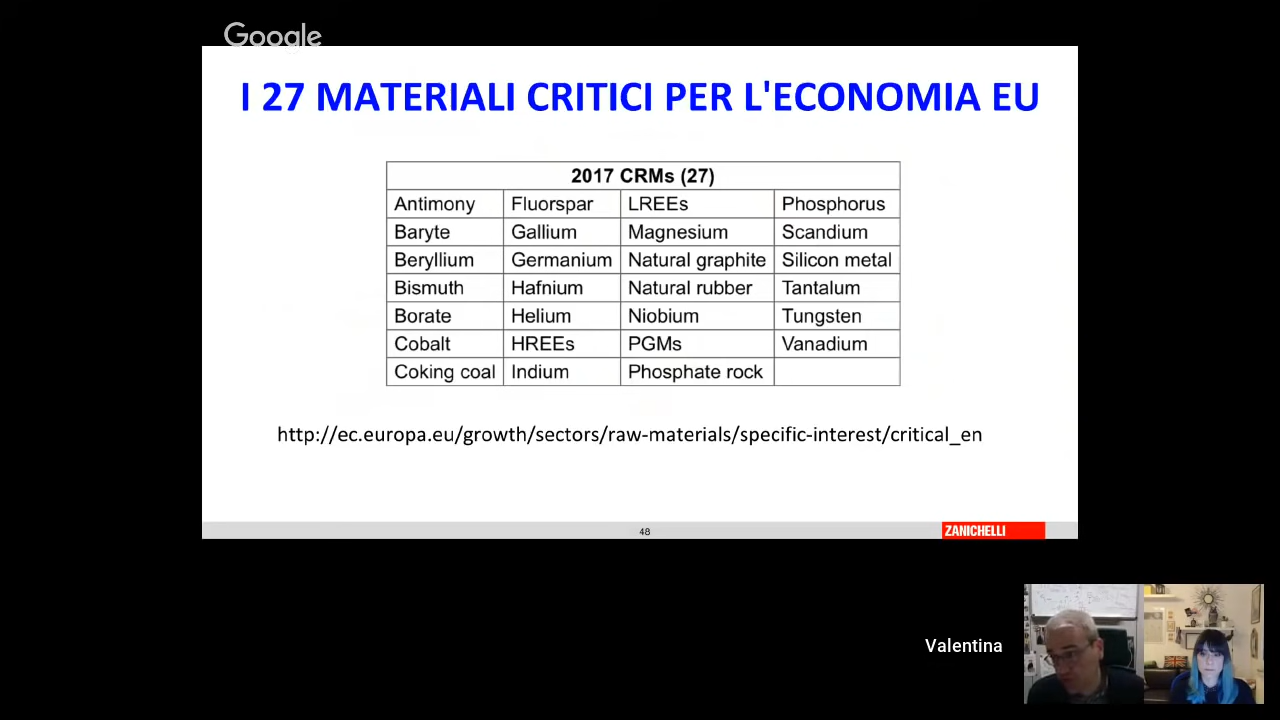 Google
I 27 MATERIALI CRITICI PER L'ECONOMIA EU
2017 CRMs (27)
Antimony Fluorspar LREEs Phosphorus
Baryte Gallium Magnesium Scandium
Beryllium Germanium Natural graphite Silicon metal
Bismuth Hafnium Natural rubber Tantalum
Borate Helium Niobium Tungsten
Cobalt HREEs PGMs Vanadium
Coking coal Indium Phosphate rock
http://ec.europa.eu/growth/sectors/raw-materials/specific-interest/critical_en
48
ZANICHELLI
Valentina